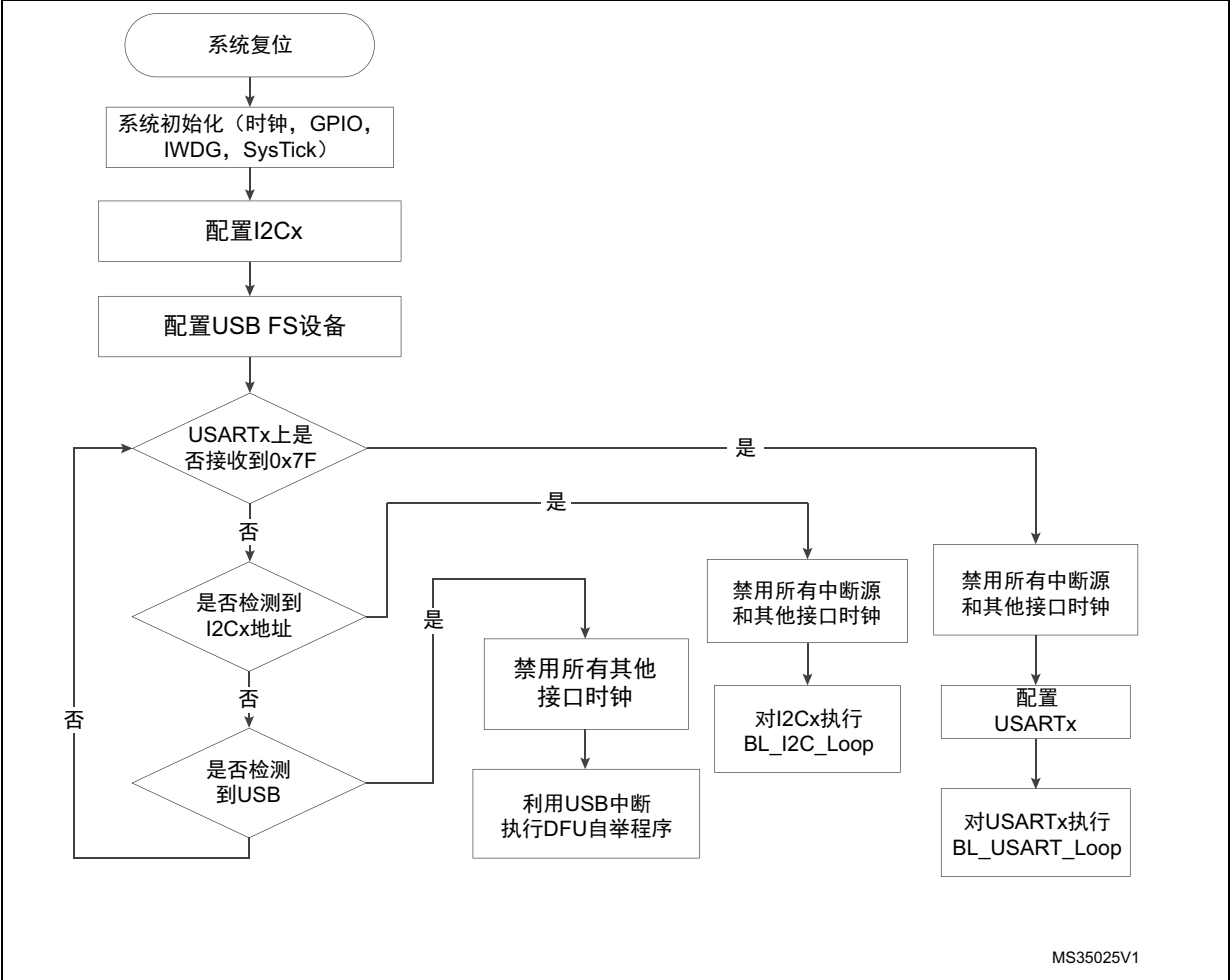 系统复位
系统初始化（时钟，GPIO，
IWDG，SysTick）
配置I2Cx
配置USB FS设备
USARTx上是
否接收到0x7F
是
否
是
是否检测到
I2Cx地址
是
禁用所有中断源
和其他接口时钟
禁用所有中断源
和其他接口时钟
禁用所有其他
接口时钟
对I2Cx执行
BL_I2C_Loop
配置
USARTx
否
否
是否检测
到USB
利用USB中断
执行DFU自举程序
对USARTx执行
BL_USART_Loop
MS35025V1